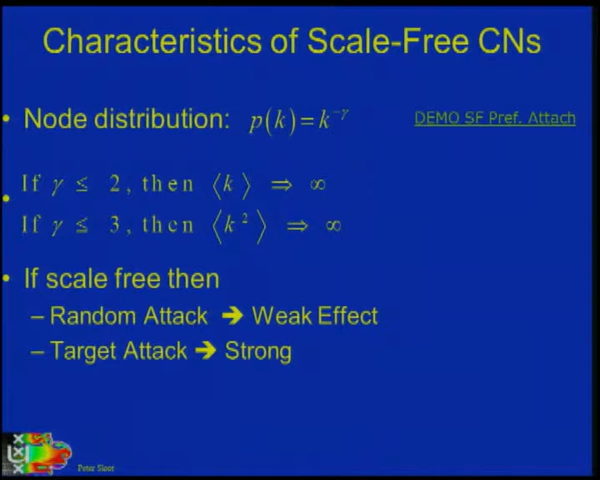 Characteristics of Scale-Free CNs
• Node distribution: p(k)=k^{-γ}
DEMO SF Pref. Attach
• If γ ≤ 2, then ⟨k⟩ ⇒ ∞
If γ ≤ 3, then ⟨k²⟩ ⇒ ∞
• If scale free then
– Random Attack ➔ Weak Effect
– Target Attack ➔ Strong
Peter Sloot